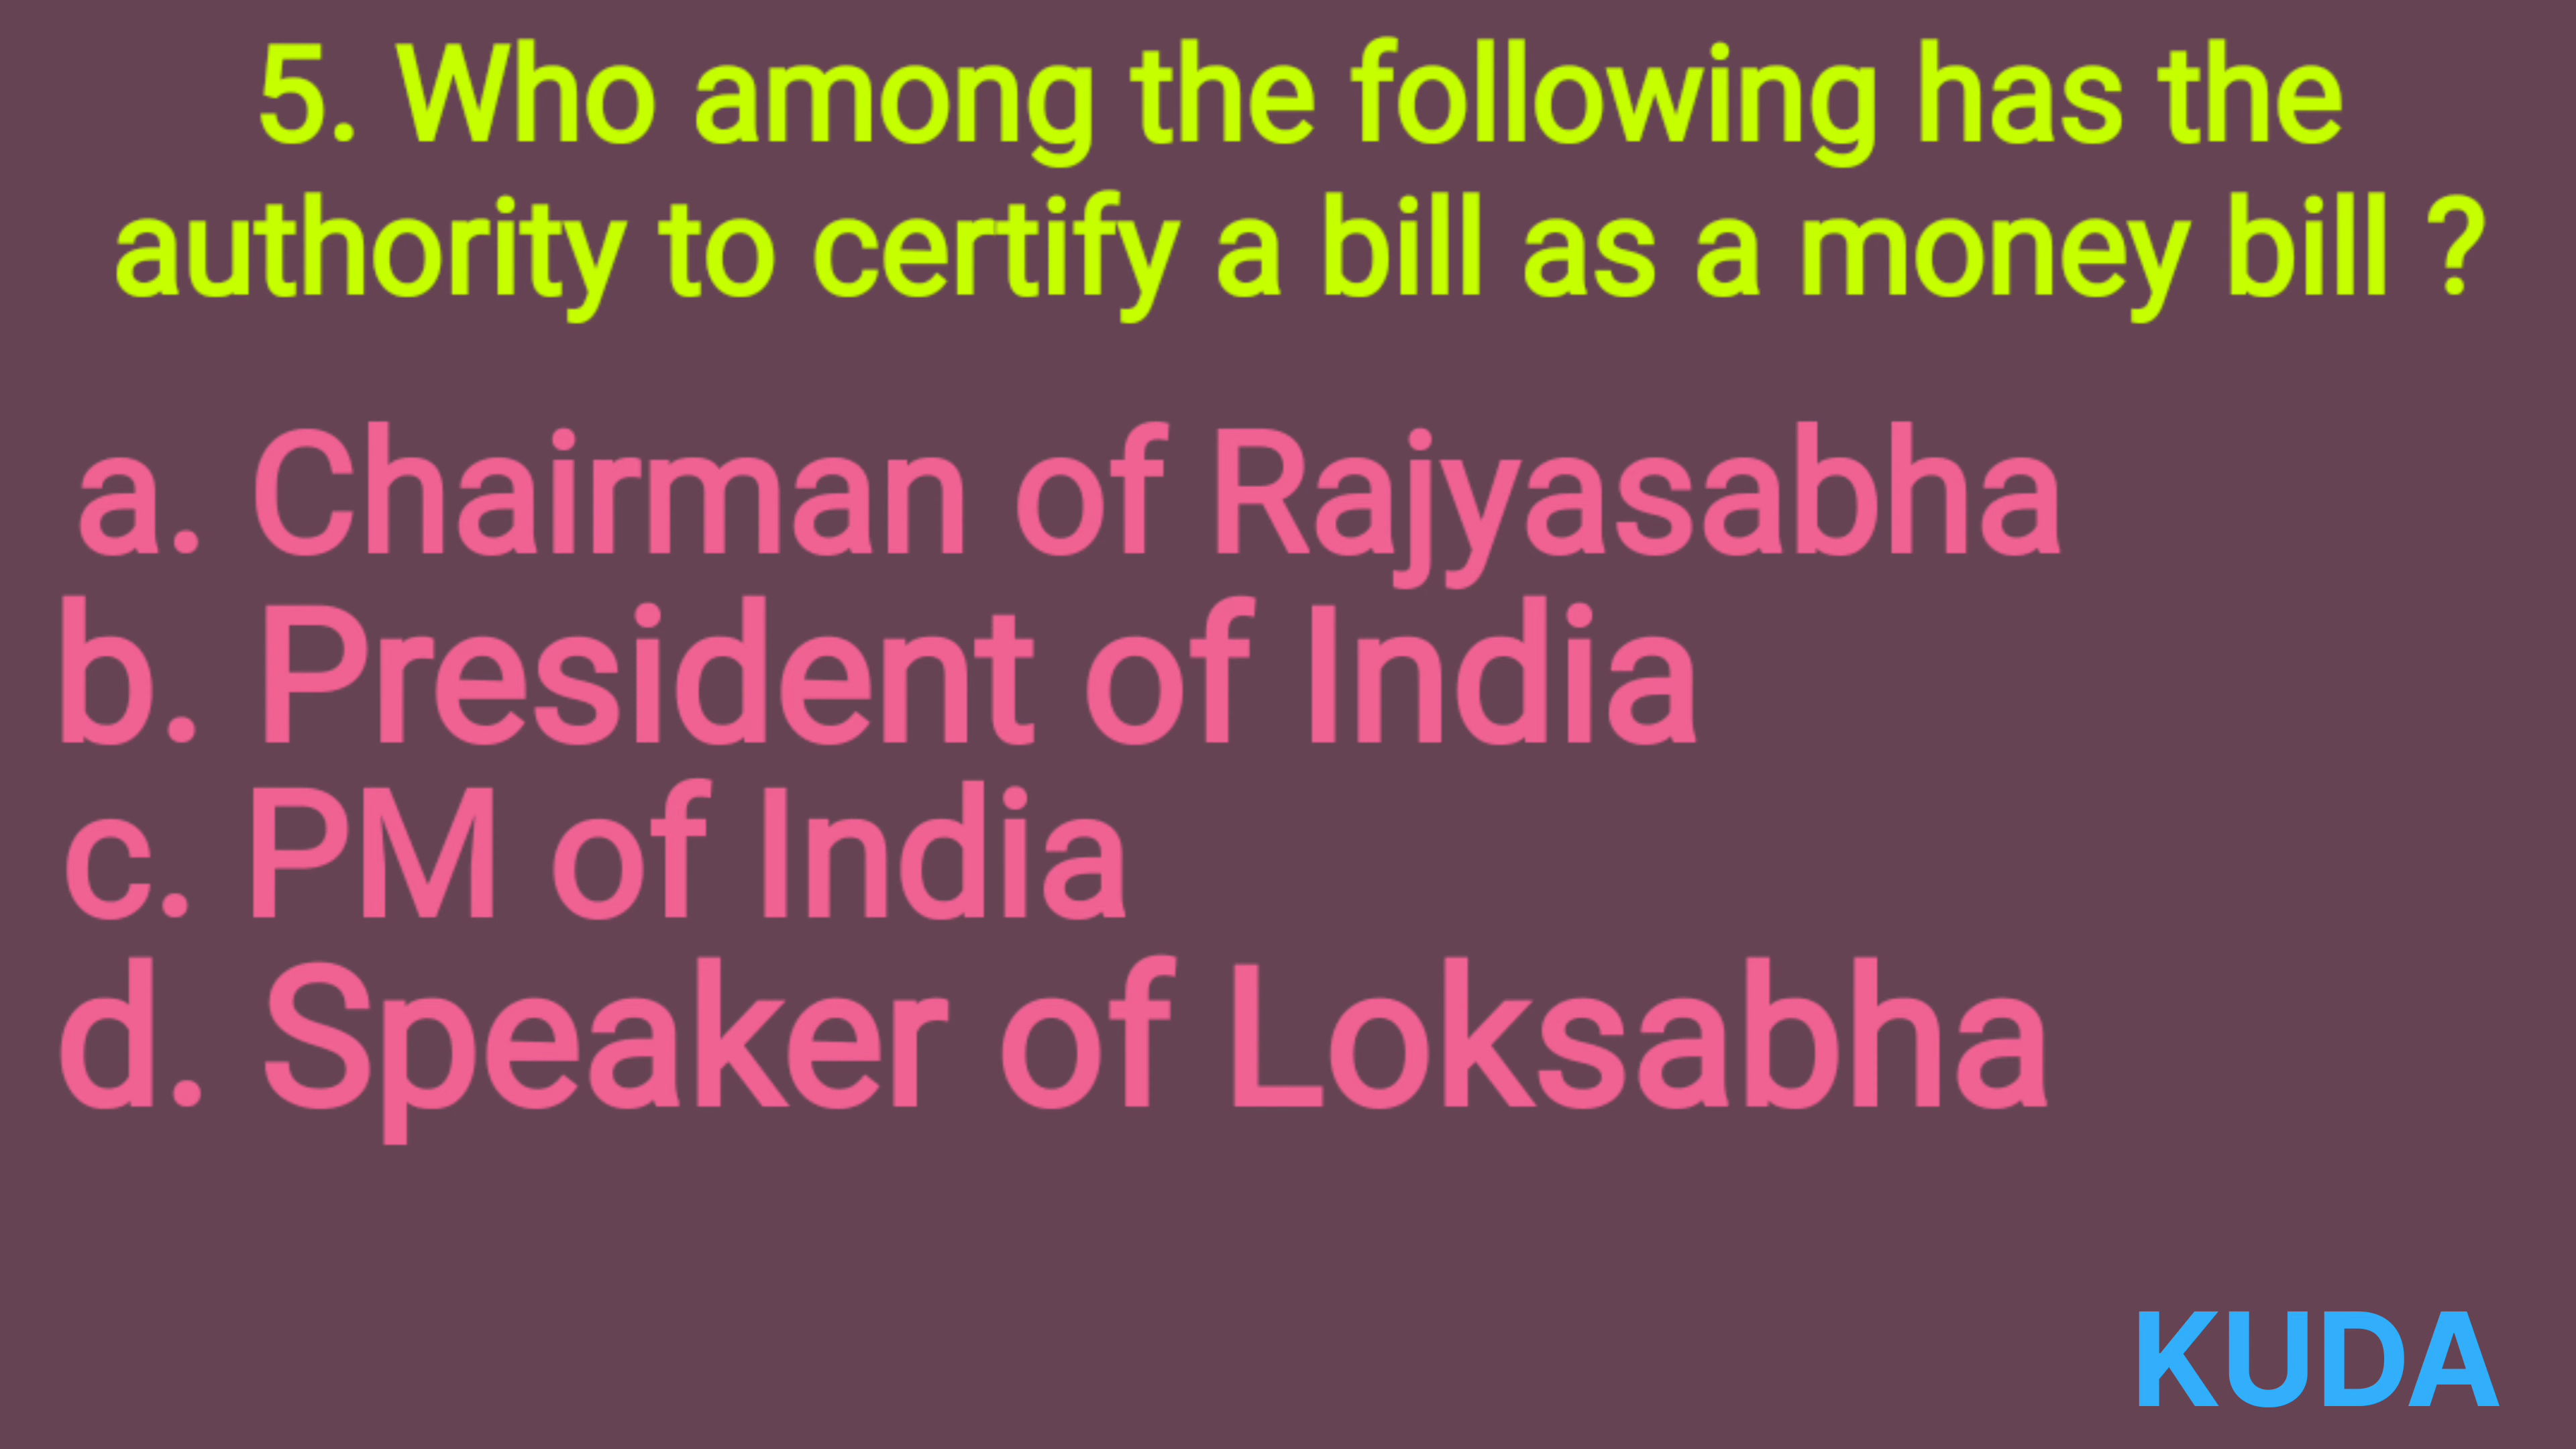 5. Who among the following has the
authority to certify a bill as a money bill ?
a. Chairman of Rajyasabha
b. President of India
c. PM of India
d. Speaker of Loksabha
KUDA